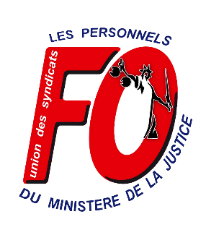 LES PERSONNELS
union des syndicats
FO
DU MINISTERE DE LA JUSTICE